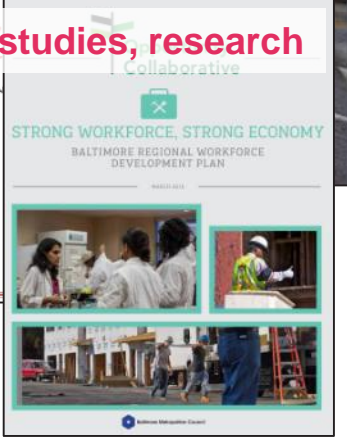 studies, research
Collaborative
STRONG WORKFORCE, STRONG ECONOMY
BALTIMORE REGIONAL WORKFORCE
DEVELOPMENT PLAN
Baltimore Metropolitan Council